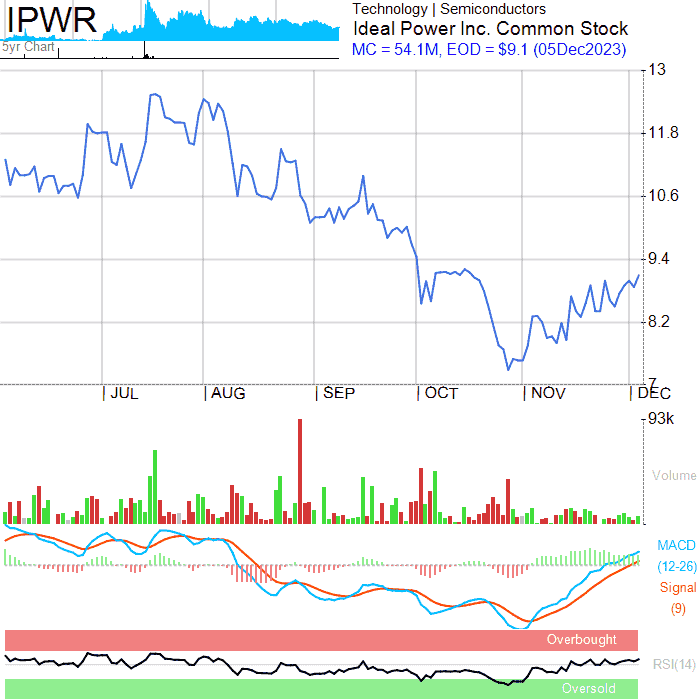 IPWR
5yr Chart
Technology | Semiconductors
Ideal Power Inc. Common Stock
MC = 54.1M, EOD = $9.1 (05Dec2023)
13
11.8
10.6
9.4
8.2
7
| JUL | AUG | SEP | OCT | NOV | DEC
93k
Volume
MACD
(12-26)
Signal
(9)
Overbought
RSI(14)
Oversold